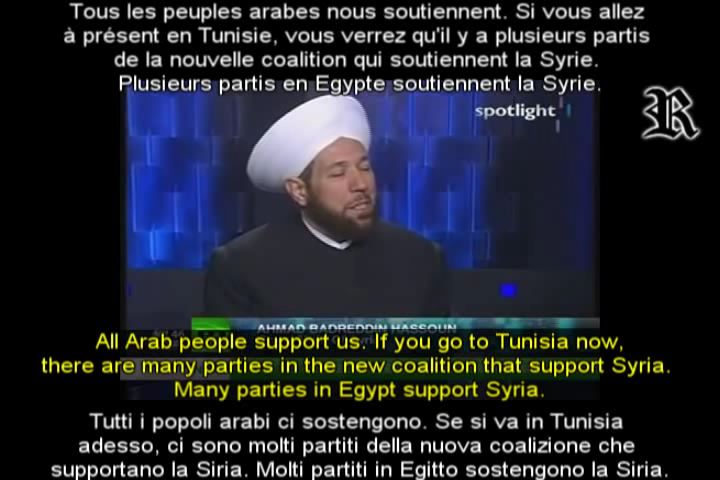 Tous les peuples arabes nous soutiennent. Si vous allez
à présent en Tunisie, vous verrez qu'il y a plusieurs partis
de la nouvelle coalition qui soutiennent la Syrie.
Plusieurs partis en Egypte soutiennent la Syrie.
spotlight
R
AHMAD BADREDDIN HASSOUN
All Arab people support us. If you go to Tunisia now,
there are many parties in the new coalition that support Syria.
Many parties in Egypt support Syria.
Tutti i popoli arabi ci sostengono. Se si va in Tunisia
adesso, ci sono molti partiti della nuova coalizione che
supportano la Siria. Molti partiti in Egitto sostengono la Siria.